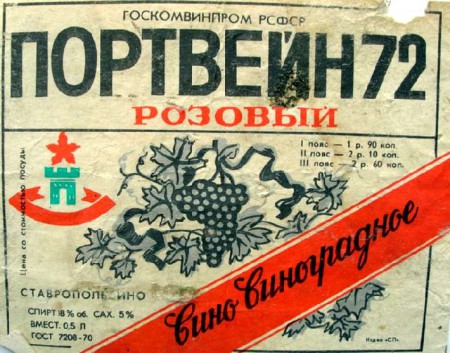 ГОСКОМВИНПРОМ РСФСР
ПОРТВЕЙН 72
РОЗОВЫЙ
I пояс — 1 р. 90 коп.
II пояс — 2 р. 10 коп.
III пояс — 2 р. 60 коп.
Цена со стоимостью посуды
Вино Виноградное
СТАВРОПОЛЬВИНО
СПИРТ 18 % об. САХ. 5 %
ВМЕСТ. 0,5 Л
ГОСТ 7208-70